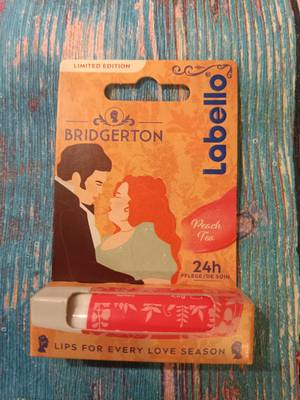 LIMITED EDITION
BRIDGERTON
Labello
Peach
Tea
24h
PFLEGE/DE SOIN
LIPS FOR EVERY LOVE SEASON